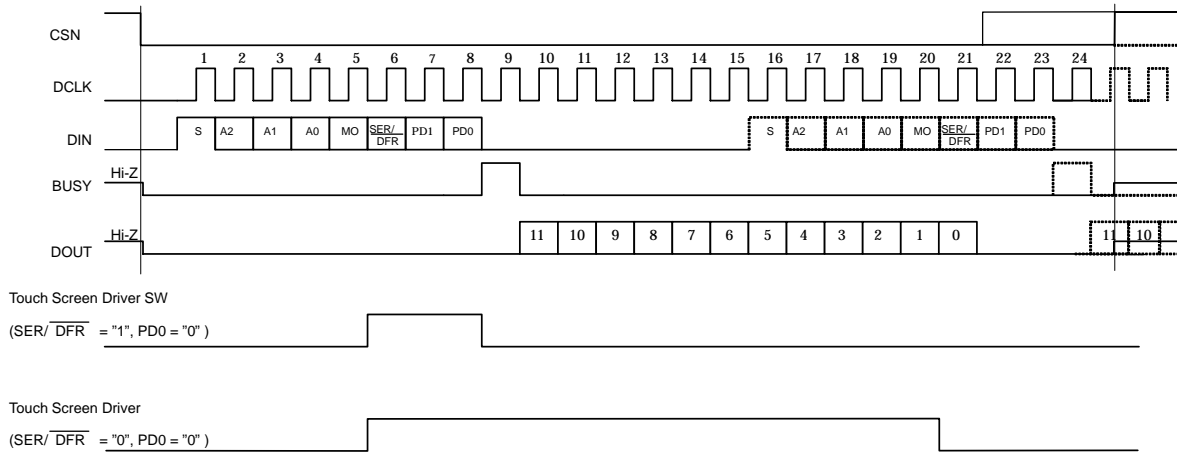 CSN
1 2 3 4 5 6 7 8 9 10 11 12 13 14 15 16 17 18 19 20 21 22 23 24
DCLK
DIN S A2 A1 A0 MO SER/DFR PD1 PD0 S A2 A1 A0 MO SER/DFR PD1 PD0
Hi-Z
BUSY
Hi-Z
DOUT 11 10 9 8 7 6 5 4 3 2 1 0 11 10
Touch Screen Driver SW
(SER/ DFR = "1", PD0 = "0" )
Touch Screen Driver
(SER/ DFR = "0", PD0 = "0" )